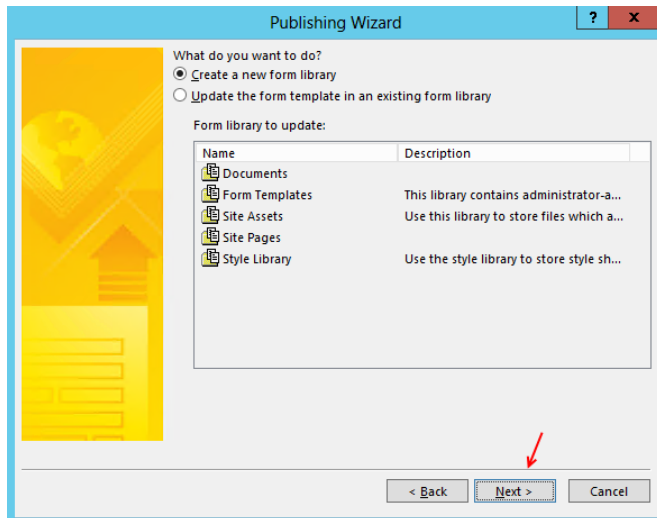 Publishing Wizard
? x
What do you want to do?
Create a new form library
Update the form template in an existing form library
Form library to update:
Name Description
Documents
Form Templates This library contains administrator-a...
Site Assets Use this library to store files which a...
Site Pages
Style Library Use the style library to store style sh...
< Back Next > Cancel